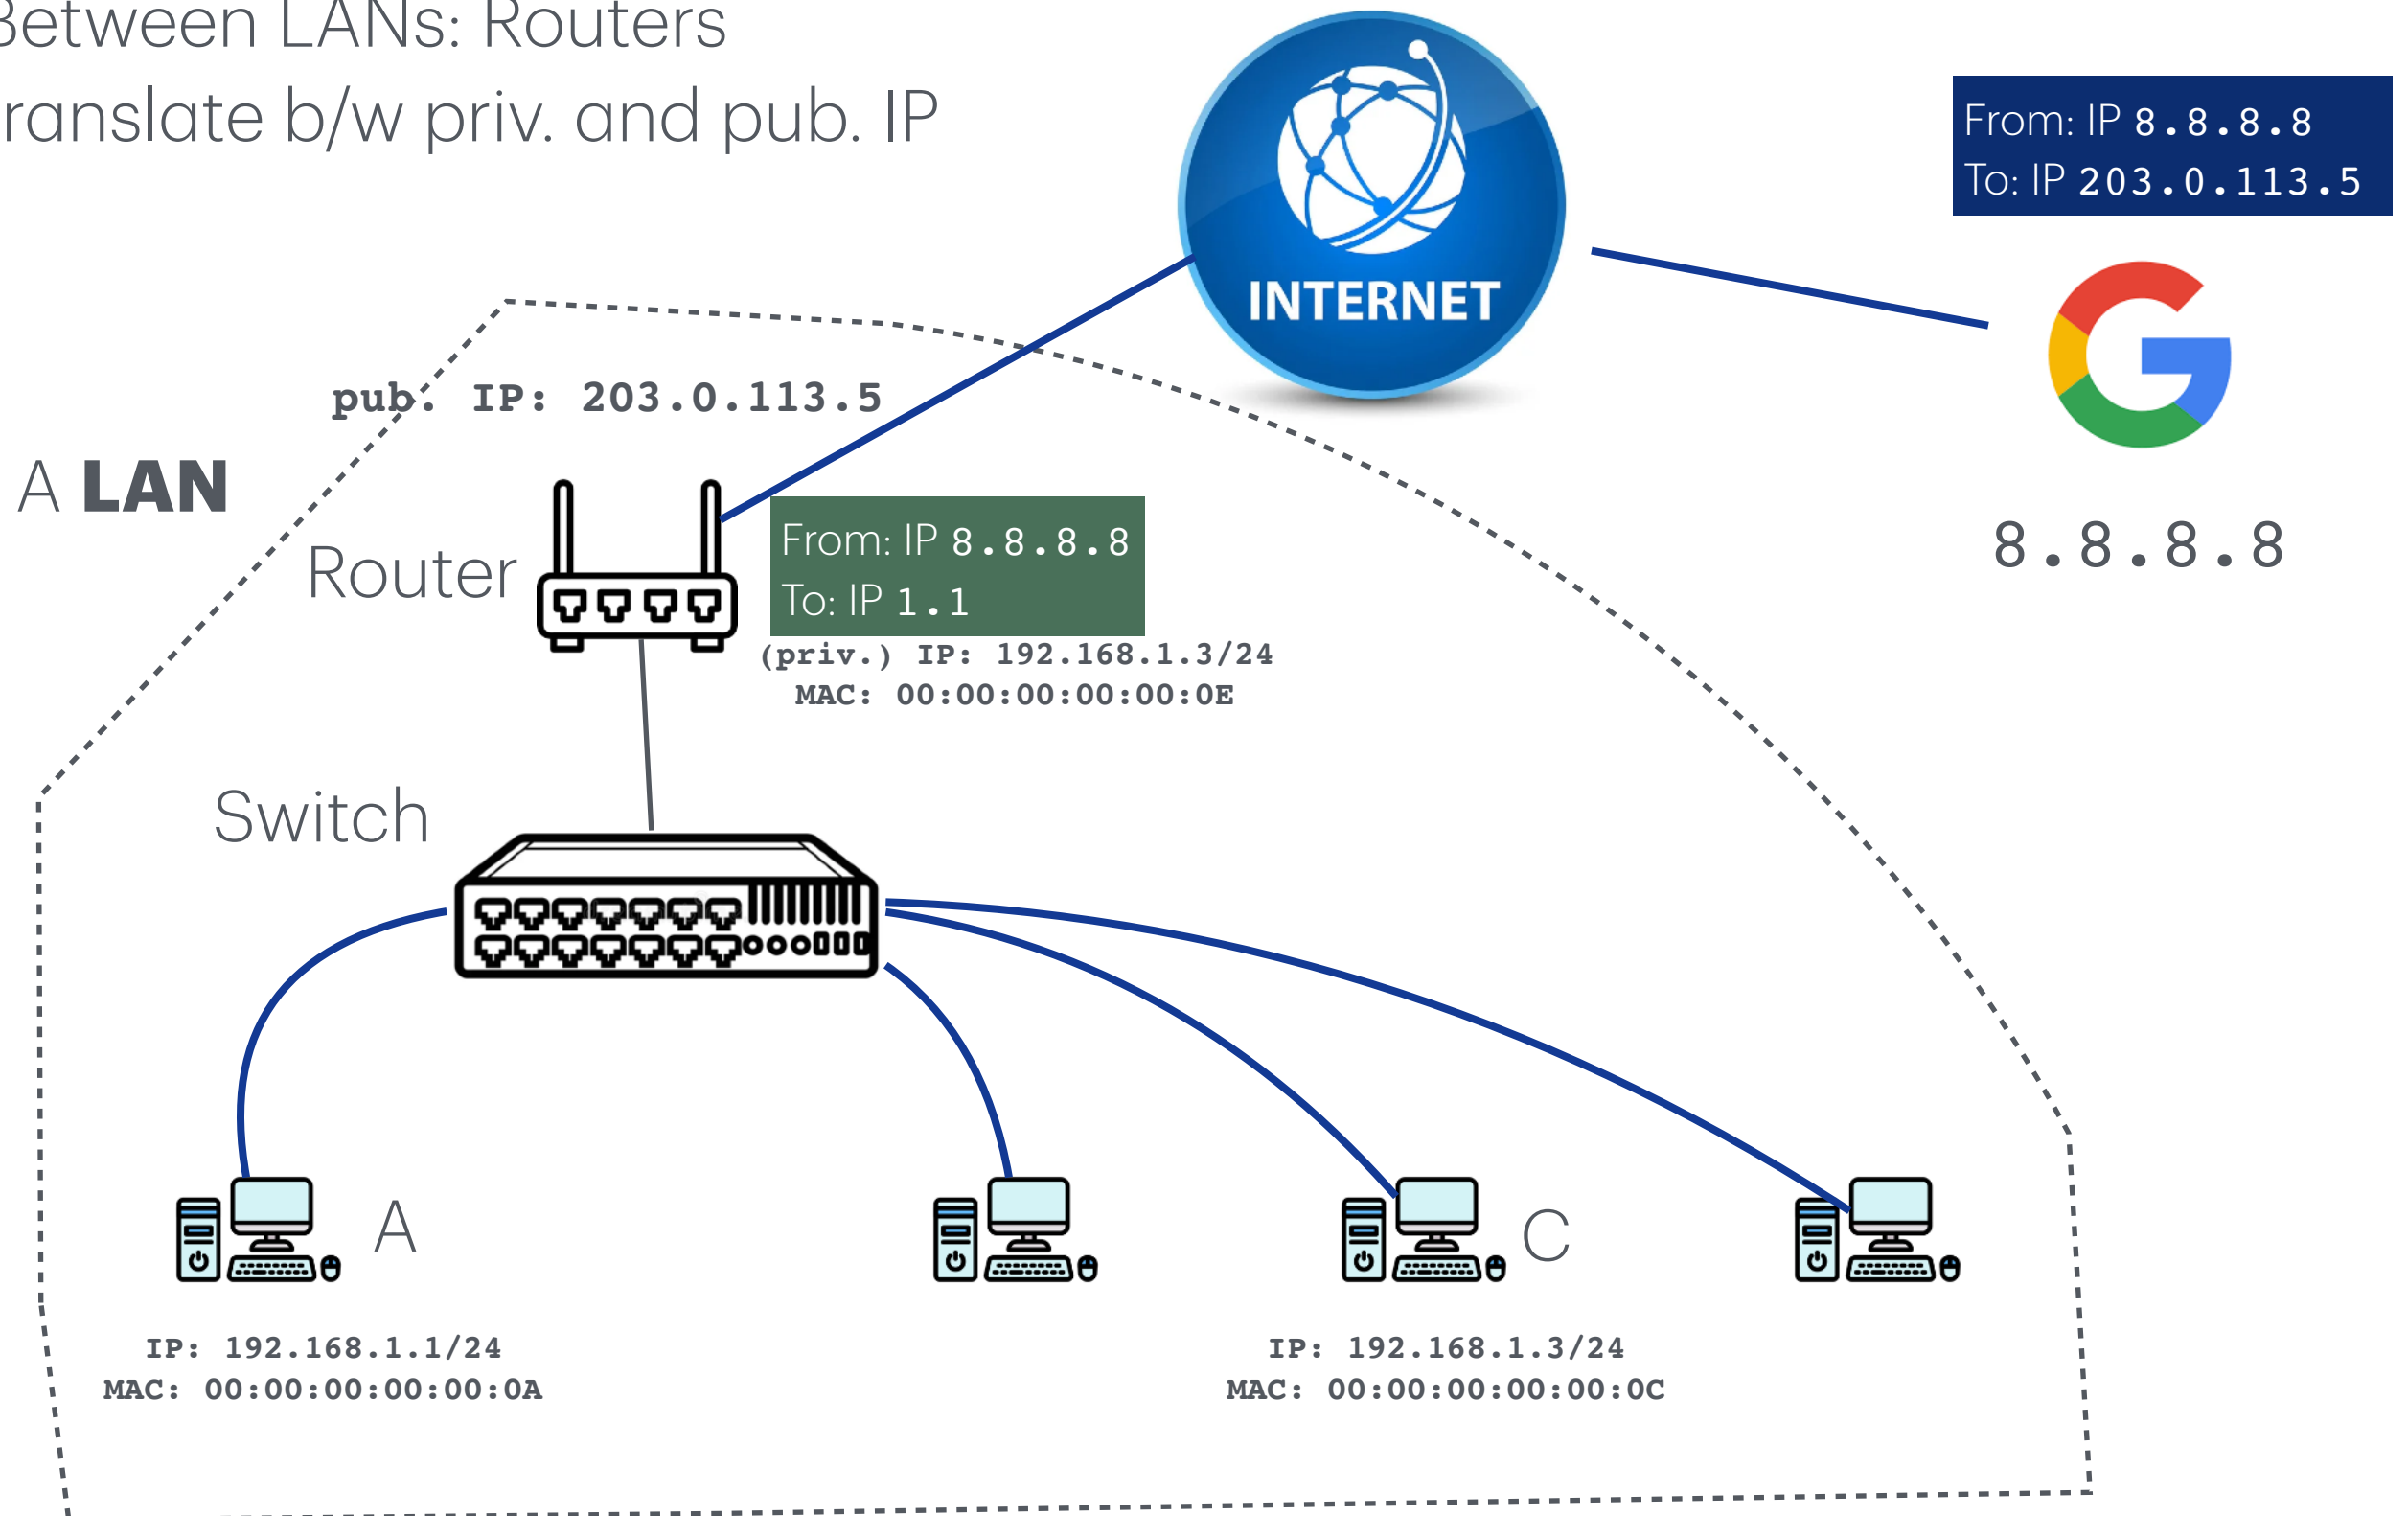 Between LANs: Routers
ranslate b/w priv. and pub. IP
INTERNET
From: IP 8.8.8.8
To: IP 203.0.113.5
pub. IP: 203.0.113.5
A LAN
Router
From: IP 8.8.8.8
To: IP 1.1
8.8.8.8
(priv.) IP: 192.168.1.3/24
MAC: 00:00:00:00:00:0E
Switch
A
C
IP: 192.168.1.1/24
MAC: 00:00:00:00:00:0A
IP: 192.168.1.3/24
MAC: 00:00:00:00:00:0C